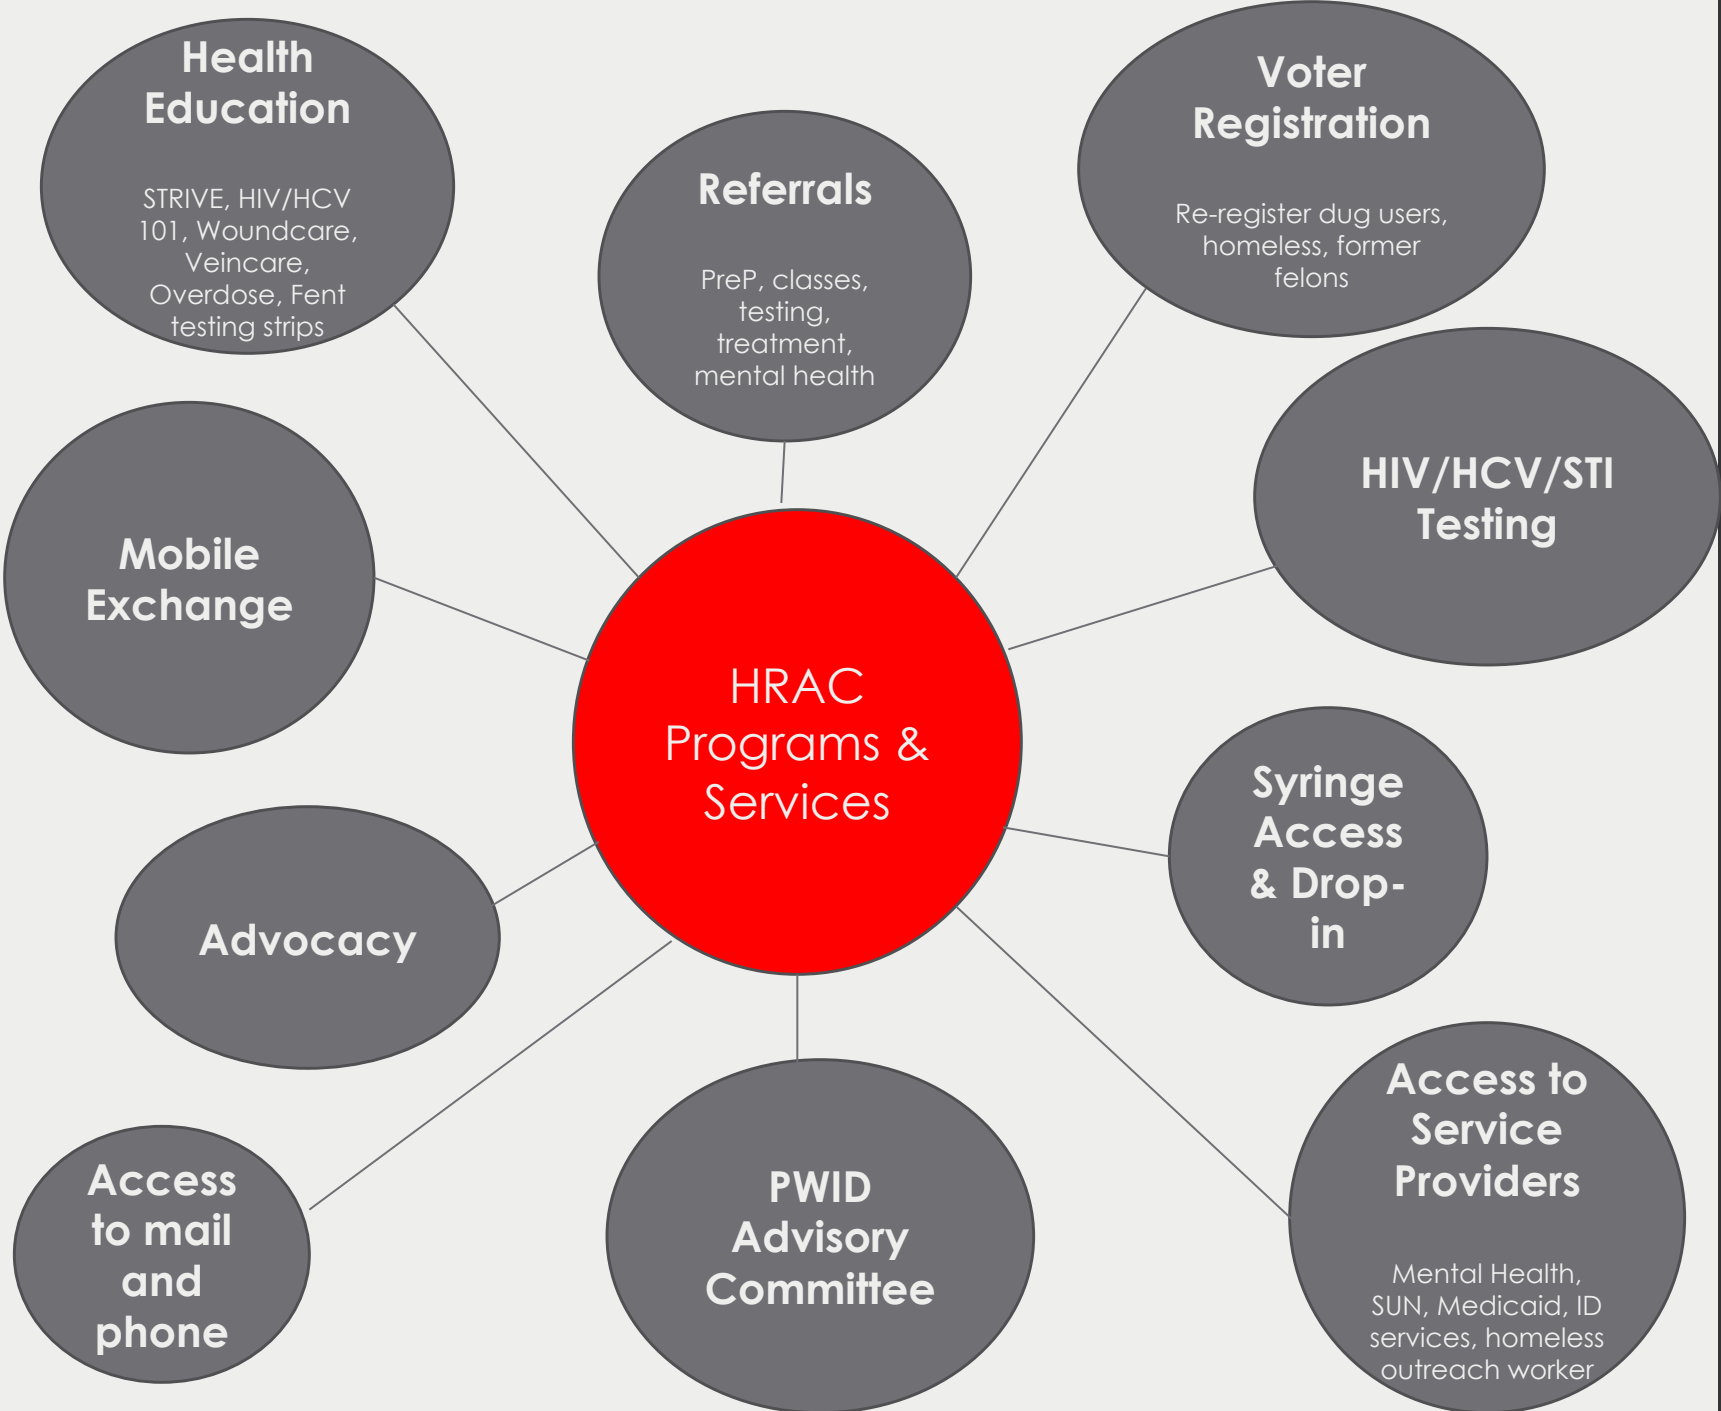 Health
Education
STRIVE, HIV/HCV
101, Woundcare,
Veincare,
Overdose, Fent
testing strips
Referrals
PreP, classes,
testing,
treatment,
mental health
Voter
Registration
Re-register dug users,
homeless, former
felons
HIV/HCV/STI
Testing
Mobile
Exchange
HRAC
Programs &
Services
Syringe
Access
& Drop-
in
Advocacy
Access
to mail
and
phone
PWID
Advisory
Committee
Access to
Service
Providers
Mental Health,
SUN, Medicaid, ID
services, homeless
outreach worker